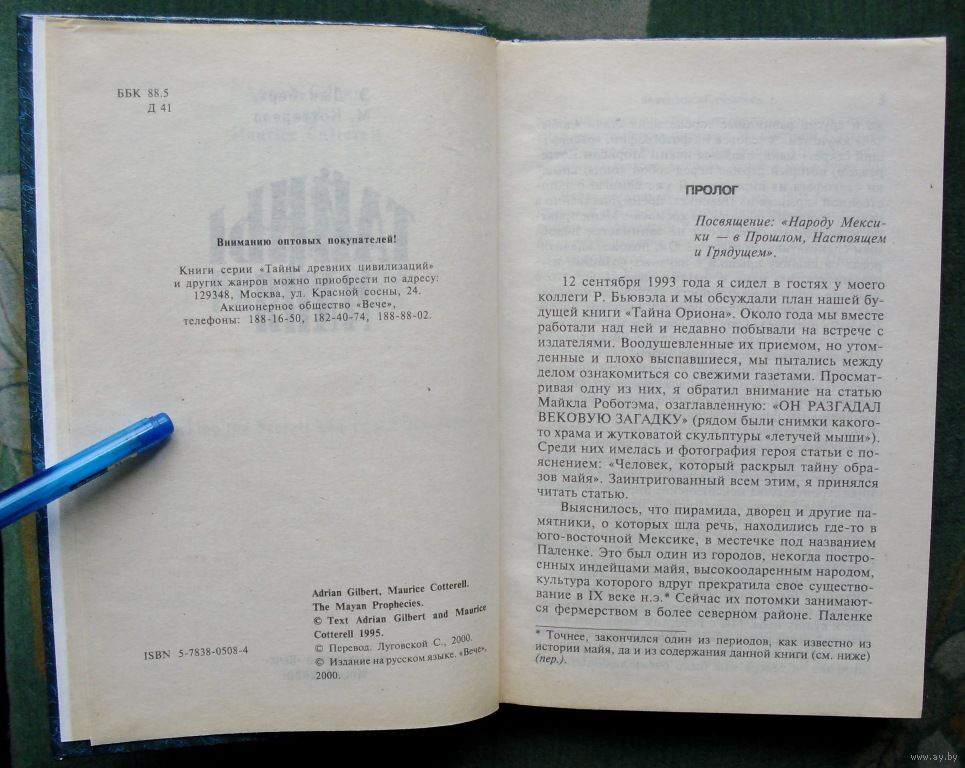 ББК 88.5
Д 41
ТАЙНЫ
Вниманию оптовых покупателей!
Книги серии «Тайны древних цивилизаций»
и других жанров можно приобрести по адресу:
129348, Москва, ул. Красной сосны, 24.
Акционерное общество «Вече»,
телефоны: 188-16-50, 182-40-74, 188-88-02.
Adrian Gilbert, Maurice Cotterell.
The Mayan Prophecies.
© Text Adrian Gilbert and Maurice
Cotterell 1995.
© Перевод. Луговской С., 2000.
© Издание на русском языке. «Вече»,
2000.
ISBN 5-7838-0508-4
ПРОЛОГ
Посвящение: «Народу Мекси-
ки — в Прошлом, Настоящем
и Грядущем».
12 сентября 1993 года я сидел в гостях у моего
коллеги Р. Бьювэла и мы обсуждали план нашей бу-
дущей книги «Тайна Ориона». Около года мы вместе
работали над ней и недавно побывали на встрече с
издателями. Воодушевленные их приемом, но утом-
ленные и плохо выспавшиеся, мы пытались между
делом ознакомиться со свежими газетами. Просмат-
ривая одну из них, я обратил внимание на статью
Майкла Роботэма, озаглавленную: «ОН РАЗГАДАЛ
ВЕКОВУЮ ЗАГАДКУ» (рядом были снимки какого-
то храма и жутковатой скульптуры «летучей мыши»).
Среди них имелась и фотография героя статьи с по-
яснением: «Человек, который раскрыл тайну обра-
зов майя». Заинтригованный всем этим, я принялся
читать статью.
Выяснилось, что пирамида, дворец и другие па-
мятники, о которых шла речь, находились где-то в
юго-восточной Мексике, в местечке под названием
Паленке. Это был один из городов, некогда построен-
ных индейцами майя, высокоодаренным народом,
культура которого вдруг прекратила свое существо-
вание в IX веке н.э.* Сейчас их потомки занимают-
ся фермерством в более северном районе. Паленке
* Точнее, закончился один из периодов, как известно из
истории майя, да и из содержания данной книги (см. ниже)
(пер.).
www.ay.by